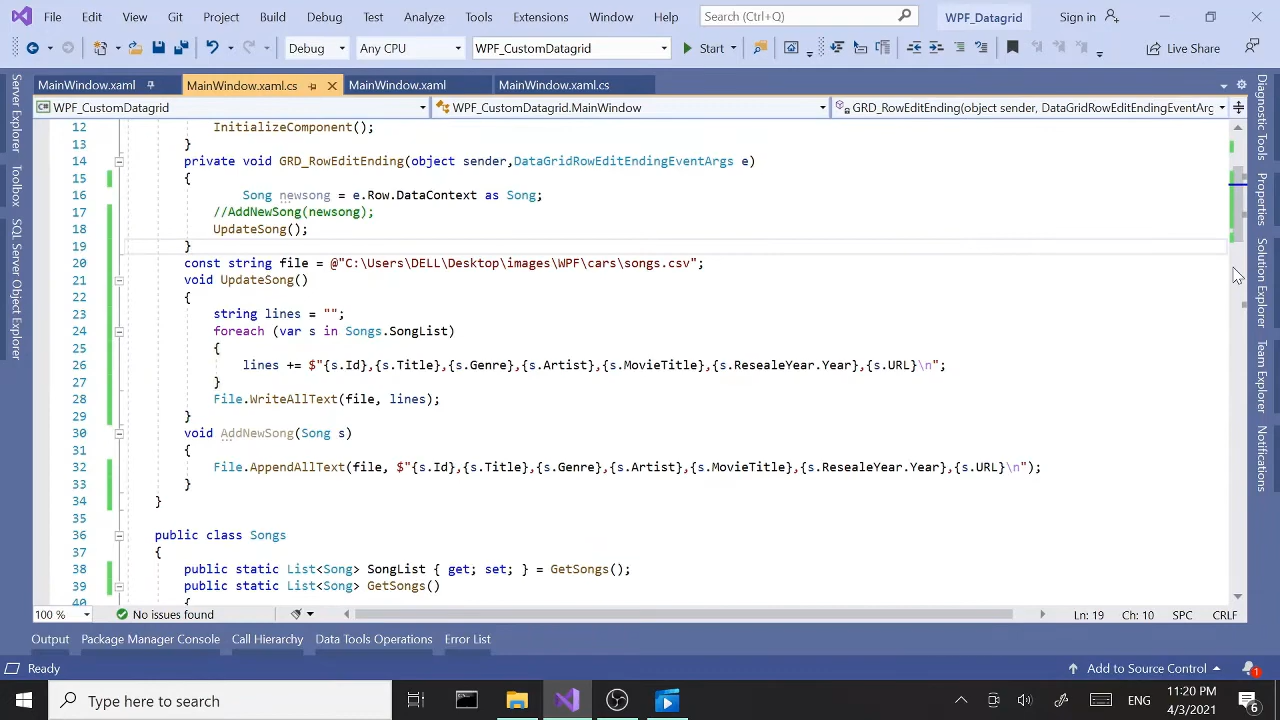 File Edit View Git Project Build Debug Test Analyze Tools Extensions Window Help Search (Ctrl+Q) WPF_Datagrid Sign in
Debug Any CPU WPF_CustomDatagrid Start Live Share
MainWindow.xaml MainWindow.xaml.cs MainWindow.xaml MainWindow.xaml.cs
WPF_CustomDatagrid WPF_CustomDatagrid.MainWindow GRD_RowEditEnding(object sender, DataGridRowEditEndingEventArg
12 InitializeComponent();
13 }
14 private void GRD_RowEditEnding(object sender,DataGridRowEditEndingEventArgs e)
15 {
16 Song newsong = e.Row.DataContext as Song;
17 //AddNewSong(newsong);
18 UpdateSong();
19 }
20 const string file = @"C:\Users\DELL\Desktop\images\WPF\cars\songs.csv";
21 void UpdateSong()
22 {
23 string lines = "";
24 foreach (var s in Songs.SongList)
25 {
26 lines += $"{s.Id},{s.Title},{s.Genre},{s.Artist},{s.MovieTitle},{s.ResealeYear.Year},{s.URL}\n";
27 }
28 File.WriteAllText(file, lines);
29 }
30 void AddNewSong(Song s)
31 {
32 File.AppendAllText(file, $"{s.Id},{s.Title},{s.Genre},{s.Artist},{s.MovieTitle},{s.ResealeYear.Year},{s.URL}\n");
33 }
34 }
35
36 public class Songs
37 {
38 public static List<Song> SongList { get; set; } = GetSongs();
39 public static List<Song> GetSongs()
40 {
100 % No issues found Ln: 19 Ch: 10 SPC CRLF
Output Package Manager Console Call Hierarchy Data Tools Operations Error List
Ready Add to Source Control 1
Type here to search ENG 11:20 PM
4/3/2021 6
Server Explorer
Toolbox
SQL Server Object Explorer
Diagnostic Tools
Properties
Solution Explorer
Team Explorer
Notifications